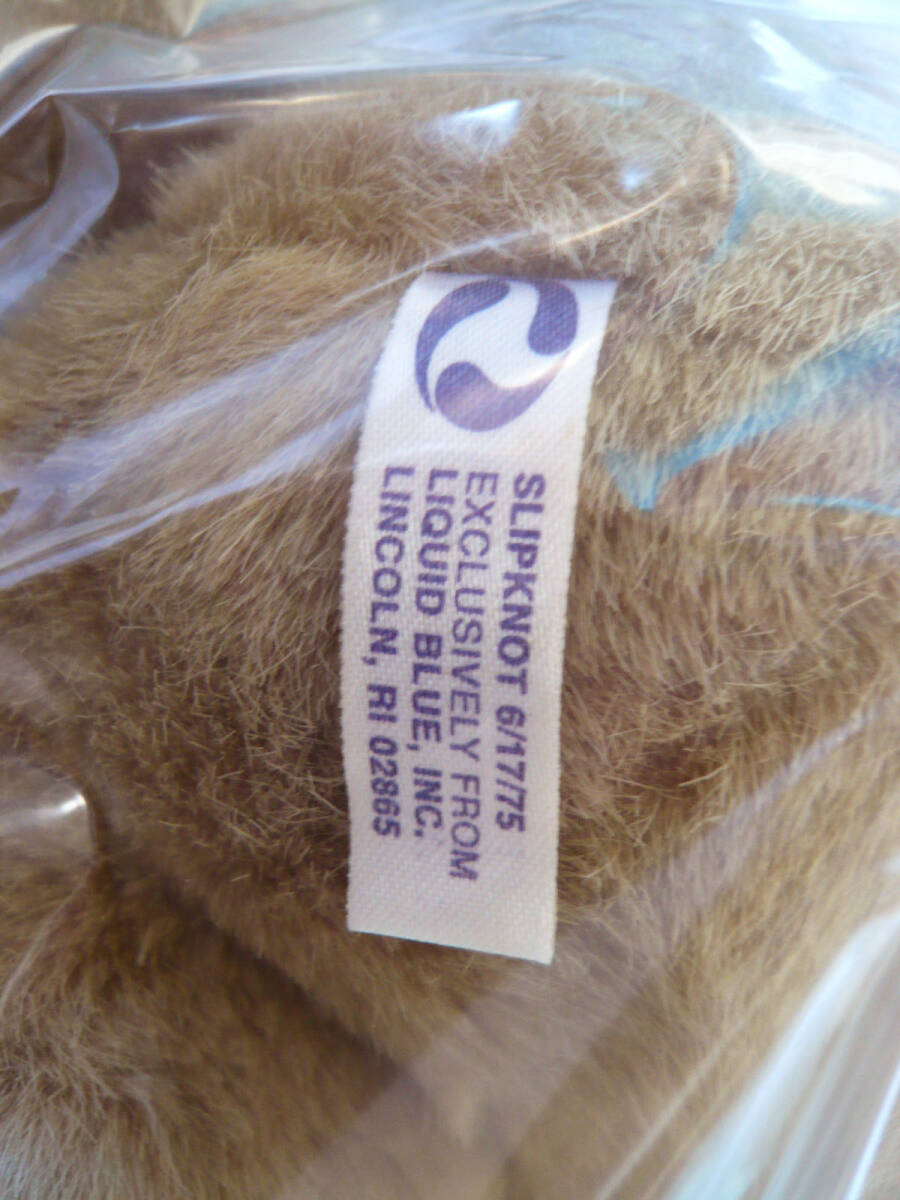 SLIPKNOT 6/17/75
EXCLUSIVELY FROM
LIQUID BLUE, INC.
LINCOLN, RI 02865